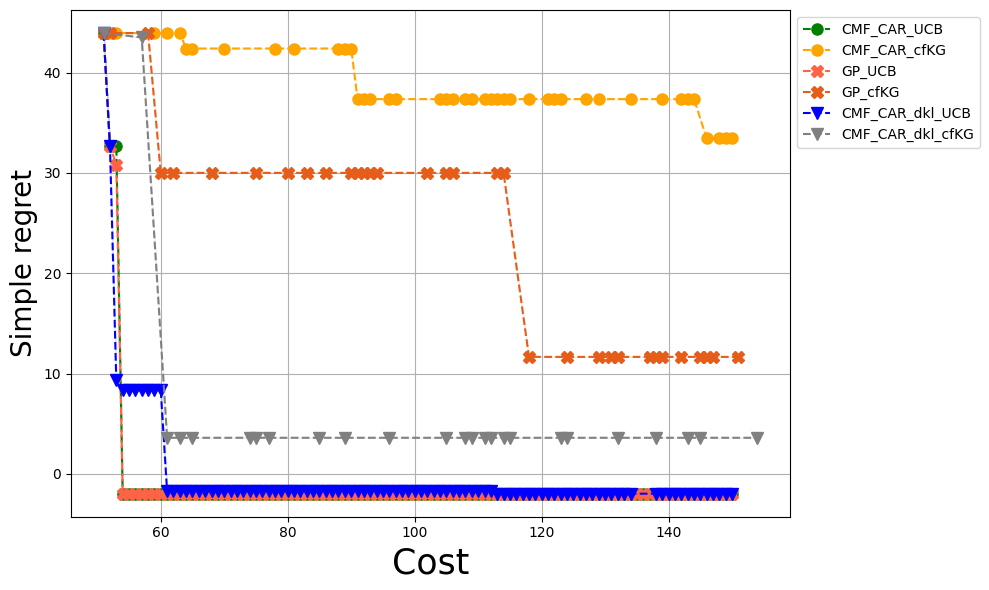 CMF_CAR_UCB
CMF_CAR_cfKG
GP_UCB
GP_cfKG
CMF_CAR_dkl_UCB
CMF_CAR_dkl_cfKG
Simple regret
40
30
20
10
0
60 80 100 120 140
Cost